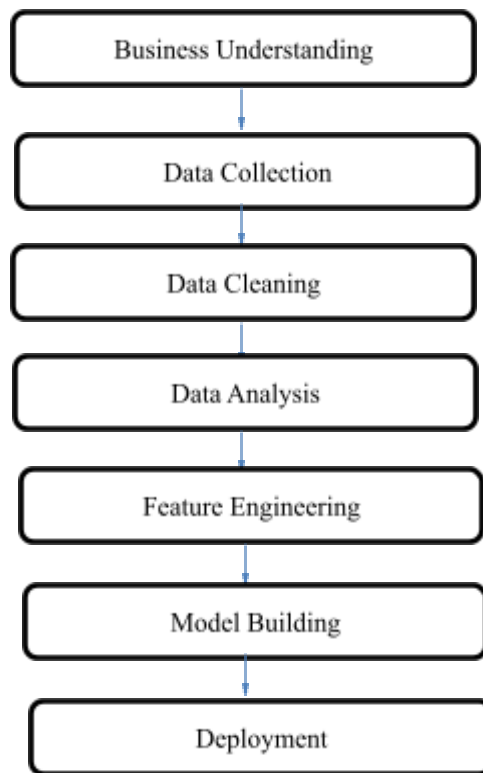 Business Understanding
Data Collection
Data Cleaning
Data Analysis
Feature Engineering
Model Building
Deployment